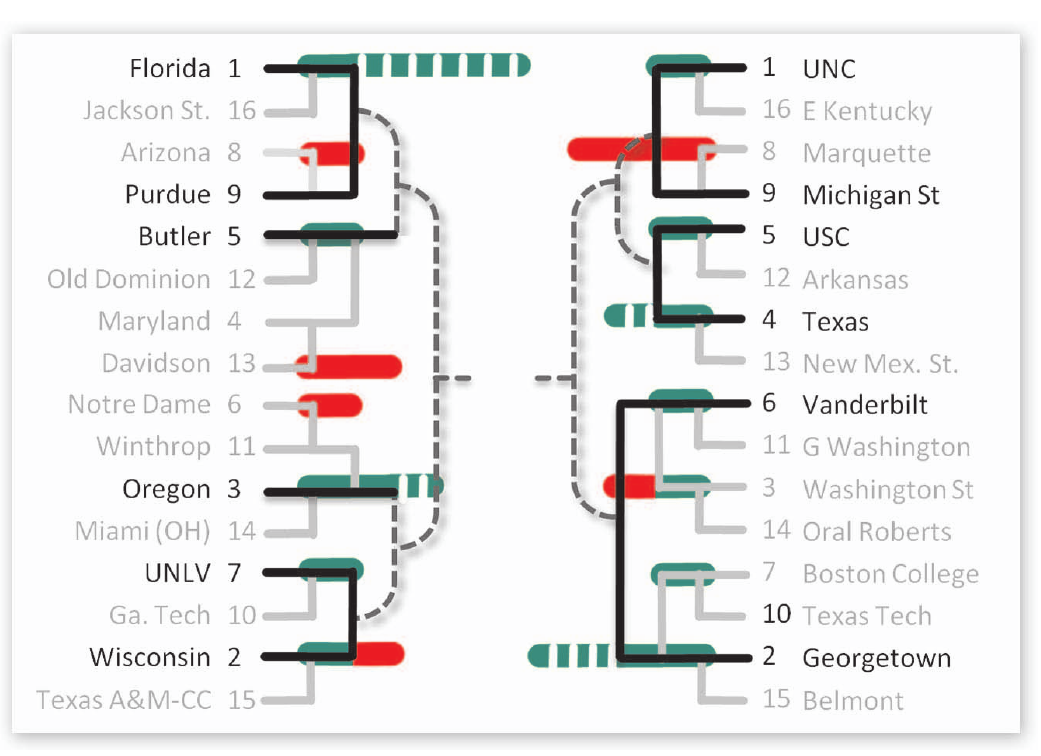 Florida 1
Jackson St. 16
Arizona 8
Purdue 9
Butler 5
Old Dominion 12
Maryland 4
Davidson 13
Notre Dame 6
Winthrop 11
Oregon 3
Miami (OH) 14
UNLV 7
Ga. Tech 10
Wisconsin 2
Texas A&M-CC 15
1 UNC
16 E Kentucky
8 Marquette
9 Michigan St
5 USC
12 Arkansas
4 Texas
13 New Mex. St.
6 Vanderbilt
11 G Washington
3 Washington St
14 Oral Roberts
7 Boston College
10 Texas Tech
2 Georgetown
15 Belmont